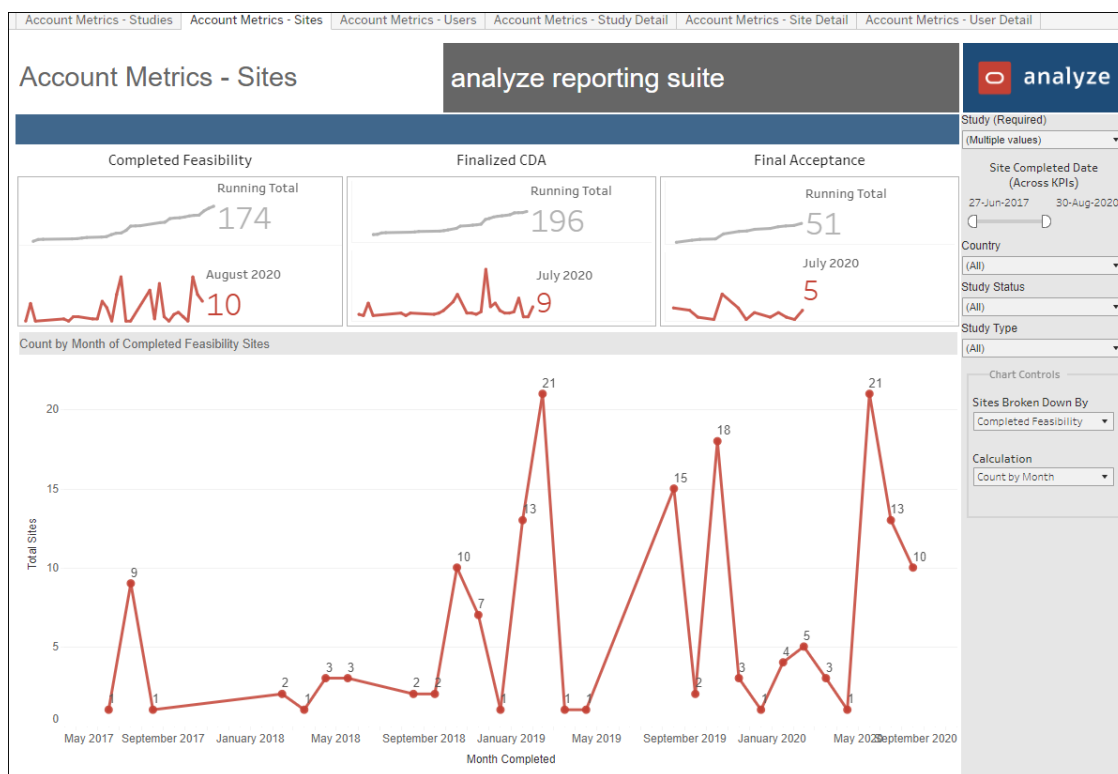 Account Metrics - Studies Account Metrics - Sites Account Metrics - Users Account Metrics - Study Detail Account Metrics - Site Detail Account Metrics - User Detail
Account Metrics - Sites
analyze reporting suite
analyze
Completed Feasibility
Running Total
174
August 2020
10
Finalized CDA
Running Total
196
July 2020
9
Final Acceptance
Running Total
51
July 2020
5
Study (Required)
(Multiple values)
Site Completed Date
(Across KPIs)
27-Jun-2017 30-Aug-2020
Country
(All)
Study Status
(All)
Study Type
(All)
Chart Controls
Sites Broken Down By
Completed Feasibility
Calculation
Count by Month
Count by Month of Completed Feasibility Sites
Total Sites
20
15
10
5
0
1
9
1
2
1
3
3
2
2
10
7
1
13
21
1
1
15
2
18
3
1
4
5
3
1
21
13
10
May 2017 September 2017 January 2018 May 2018 September 2018 January 2019 May 2019 September 2019 January 2020 May 2020 September 2020
Month Completed